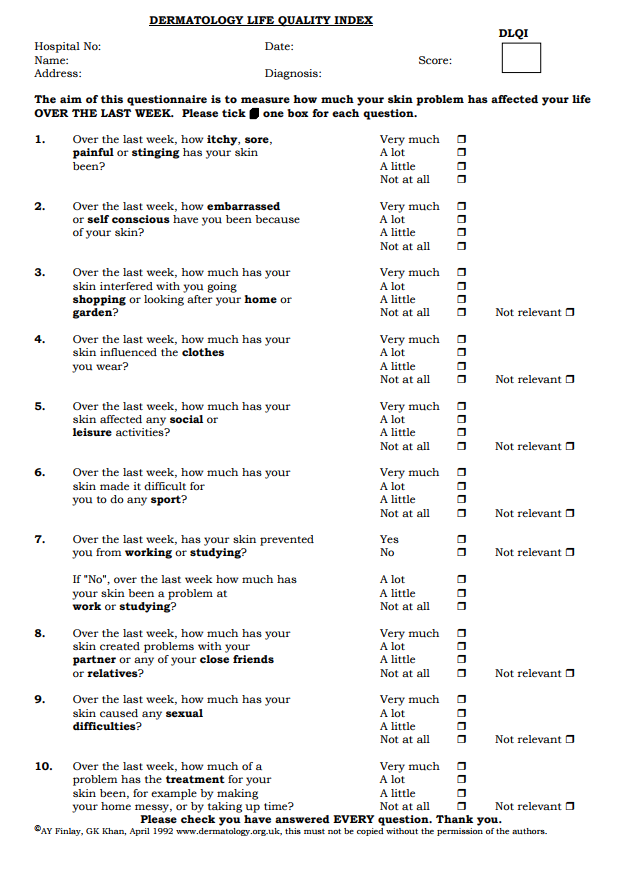 DERMATOLOGY LIFE QUALITY INDEX
DLQI
Hospital No: Date:
Name: Score:
Address: Diagnosis:
The aim of this questionnaire is to measure how much your skin problem has affected your life
OVER THE LAST WEEK. Please tick one box for each question.
1. Over the last week, how itchy, sore, Very much ❒
painful or stinging has your skin A lot ❒
been? A little ❒
Not at all ❒
2. Over the last week, how embarrassed Very much ❒
or self conscious have you been because A lot ❒
of your skin? A little ❒
Not at all ❒
3. Over the last week, how much has your Very much ❒
skin interfered with you going A lot ❒
shopping or looking after your home or A little ❒
garden? Not at all ❒ Not relevant ❒
4. Over the last week, how much has your Very much ❒
skin influenced the clothes A lot ❒
you wear? A little ❒
Not at all ❒ Not relevant ❒
5. Over the last week, how much has your Very much ❒
skin affected any social or A lot ❒
leisure activities? A little ❒
Not at all ❒ Not relevant ❒
6. Over the last week, how much has your Very much ❒
skin made it difficult for A lot ❒
you to do any sport? A little ❒
Not at all ❒ Not relevant ❒
7. Over the last week, has your skin prevented Yes ❒
you from working or studying? No ❒ Not relevant ❒
If "No", over the last week how much has A lot ❒
your skin been a problem at A little ❒
work or studying? Not at all ❒
8. Over the last week, how much has your Very much ❒
skin created problems with your A lot ❒
partner or any of your close friends A little ❒
or relatives? Not at all ❒ Not relevant ❒
9. Over the last week, how much has your Very much ❒
skin caused any sexual A lot ❒
difficulties? A little ❒
Not at all ❒ Not relevant ❒
10. Over the last week, how much of a Very much ❒
problem has the treatment for your A lot ❒
skin been, for example by making A little ❒
your home messy, or by taking up time? Not at all ❒ Not relevant ❒
Please check you have answered EVERY question. Thank you.
©AY Finlay, GK Khan, April 1992 www.dermatology.org.uk, this must not be copied without the permission of the authors.